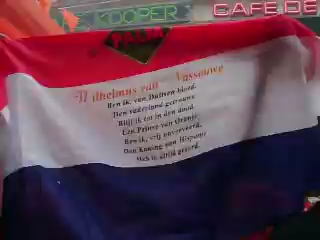 KOOPER CAFE DE
Wilhelmus van Nassouwe
Ben ik, van Duitsen bloed,
Den vaderland getrouwe
Blijf ik tot in den dood.
Een Prinse van Oranje
Ben ik, vrij onverveerd,
Den Koning van Hispanje
Heb ik altijd geëerd.